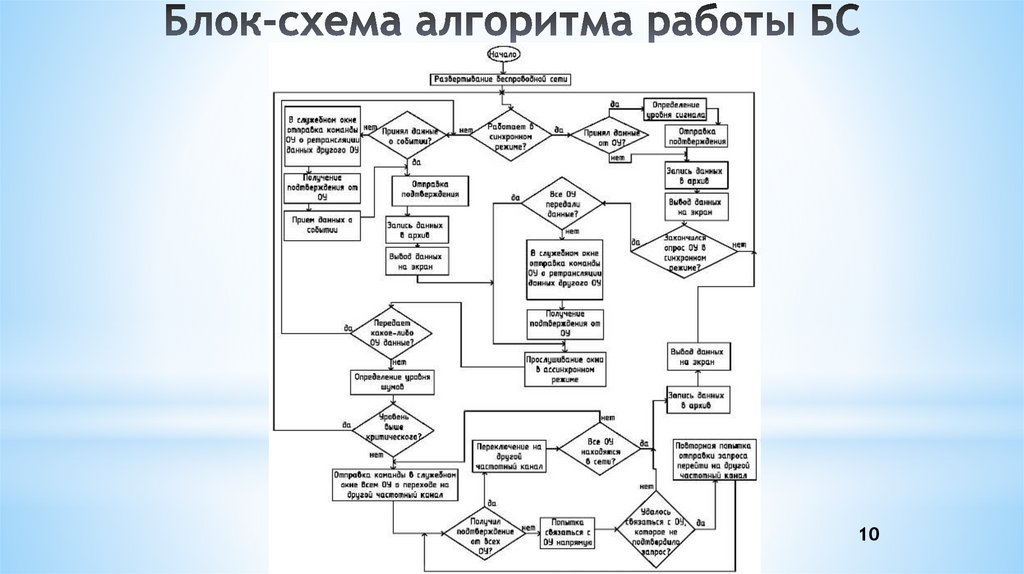 Блок-схема алгоритма работы БС
Начало
Развертывание беспроводной сети
Работает в
синхронном
режиме?
нет
да
Принял данные
о событии?
нет
да
В служебном окне
отправка команды
ОУ о ретрансляции
данных другого ОУ
Получение
подтверждения от
ОУ
Прием данных о
событии
Отправка
подтверждения
Запись данных
в архив
Вывод данных
на экран
Принял данные
от ОУ?
да
нет
Определение
уровня сигнала
Отправка
подтверждения
Запись данных
в архив
Вывод данных
на экран
Закончился
опрос ОУ в
синхронном
режиме?
да
нет
Все ОУ
передали
данные?
да
нет
В служебном окне
отправка команды
ОУ о ретрансляции
данных другого ОУ
Получение
подтверждения от
ОУ
Прослушивание окна
в ассинхронном
режиме
Передает
какое-либо
ОУ данные?
да
нет
Определение уровня
шумов
Уровень
выше
критического?
да
нет
Отправка команды в служебном
окне всем ОУ о переходе на
другой частотный канал
Получил
подтверждение
от всех
ОУ?
да
нет
Переключение на
другой
частотный канал
Все ОУ
находятся
в сети?
нет
да
Попытка
связаться с
ОУ напрямую
Удалось
связаться с ОУ,
которое не
подтвердило
запрос?
нет
да
Повторная попытка
отправки запроса
перейти на другой
частотный канал
Запись данных
в архив
Вывод данных
на экран
10